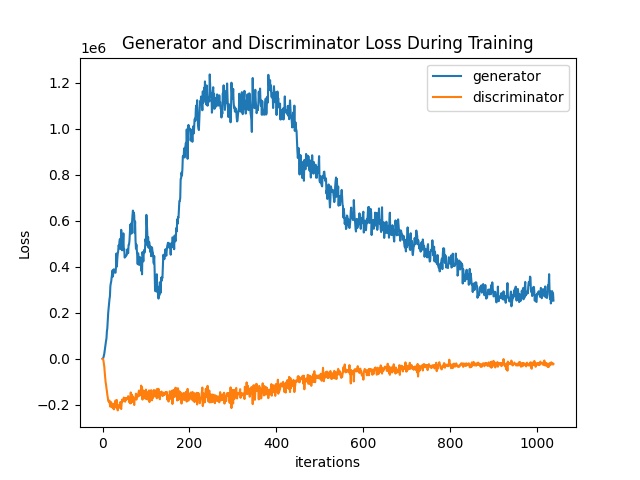 Generator and Discriminator Loss During Training
1e6
generator
discriminator
1.2
1.0
0.8
0.6
0.4
0.2
0.0
−0.2
Loss
0 200 400 600 800 1000
iterations